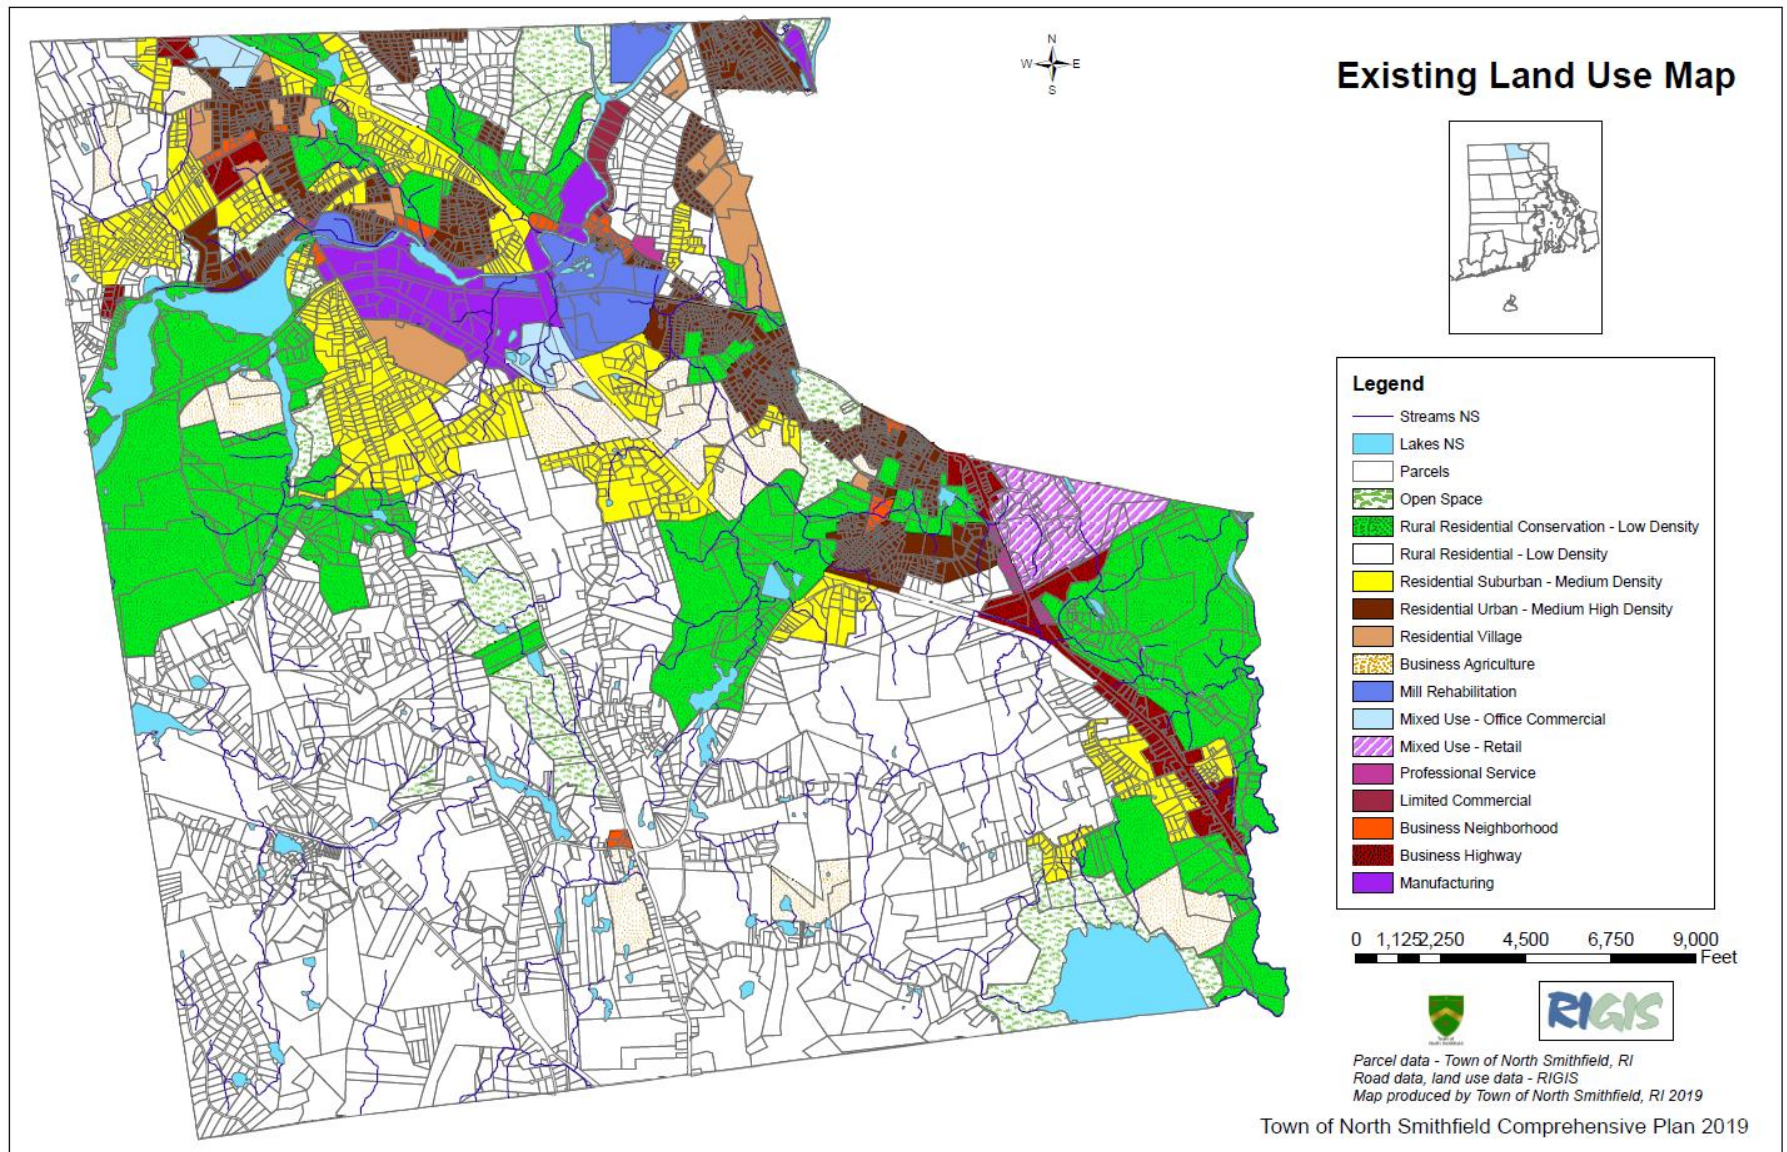 Existing Land Use Map
N
W E
S
Legend
Streams NS
Lakes NS
Parcels
Open Space
Rural Residential Conservation - Low Density
Rural Residential - Low Density
Residential Suburban - Medium Density
Residential Urban - Medium High Density
Residential Village
Business Agriculture
Mill Rehabilitation
Mixed Use - Office Commercial
Mixed Use - Retail
Professional Service
Limited Commercial
Business Neighborhood
Business Highway
Manufacturing
0 1,125 2,250 4,500 6,750 9,000
Feet
RIGIS
Town of
North Smithfield
Parcel data - Town of North Smithfield, RI
Road data, land use data - RIGIS
Map produced by Town of North Smithfield, RI 2019
Town of North Smithfield Comprehensive Plan 2019